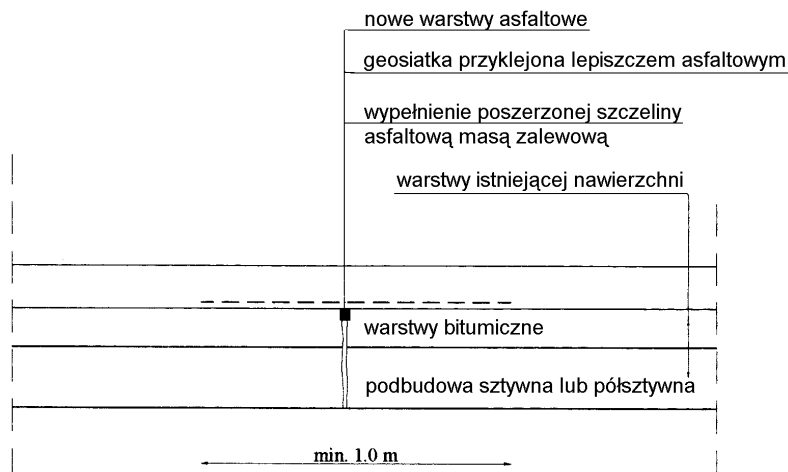 nowe warstwy asfaltowe
geosiatka przyklejona lepiszczem asfaltowym
wypełnienie poszerzonej szczeliny
asfaltową masą zalewową
warstwy istniejącej nawierzchni
warstwy bitumiczne
podbudowa sztywna lub półsztywna
min. 1.0 m